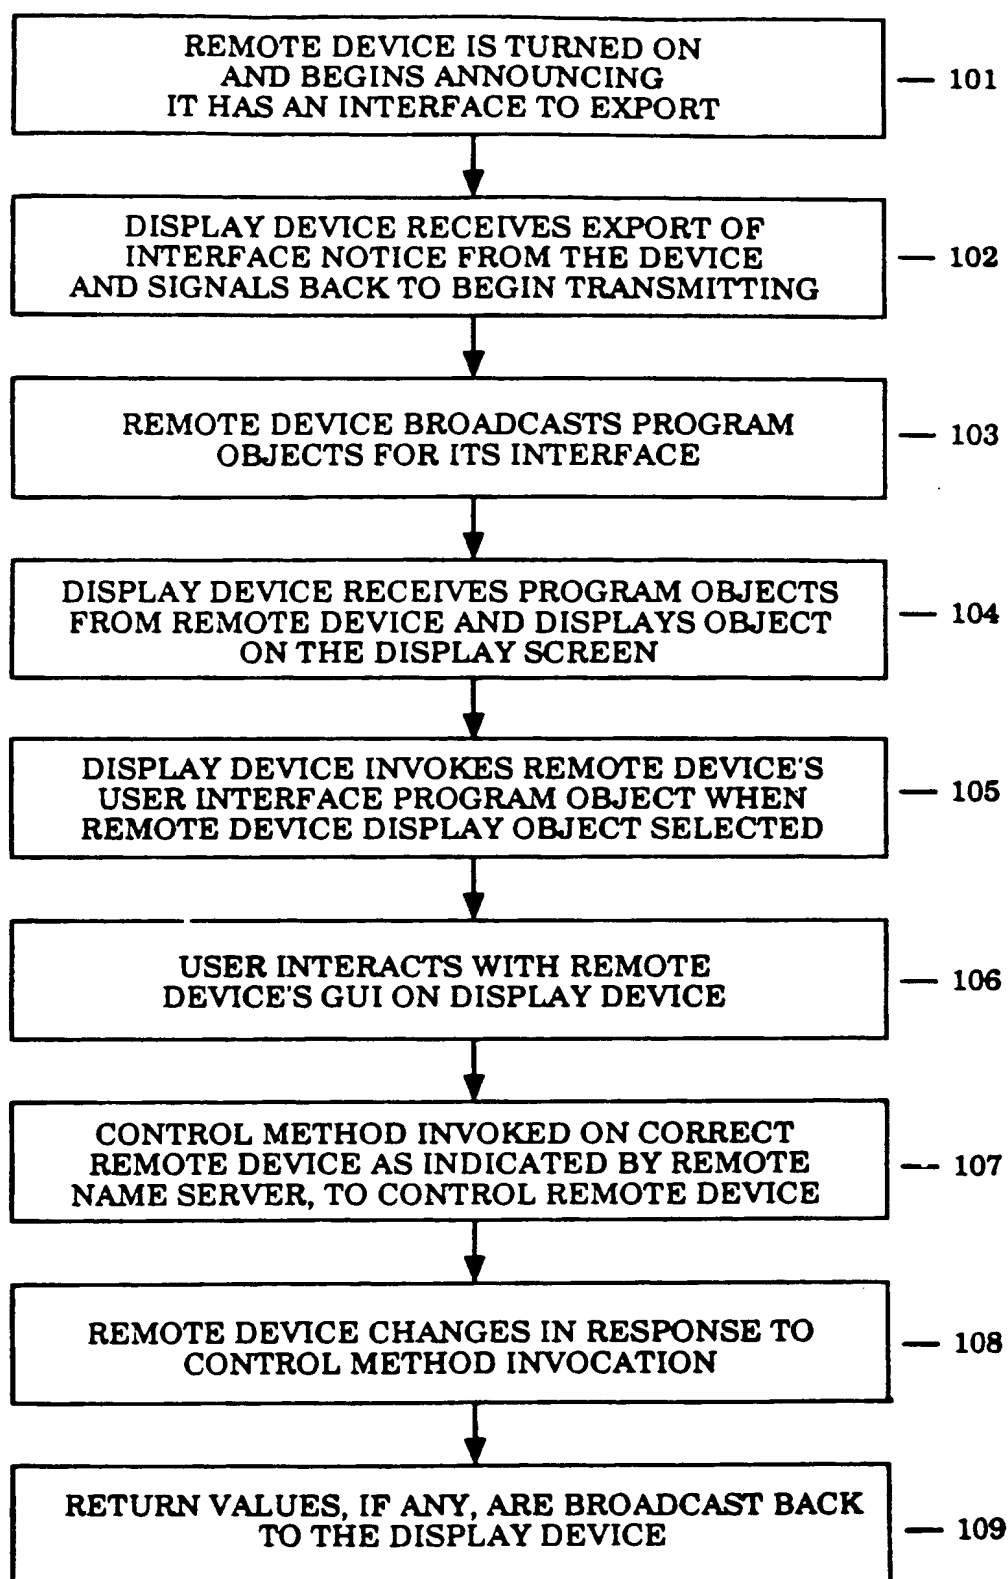 REMOTE DEVICE IS TURNED ON
AND BEGINS ANNOUNCING
IT HAS AN INTERFACE TO EXPORT
101
DISPLAY DEVICE RECEIVES EXPORT OF
INTERFACE NOTICE FROM THE DEVICE
AND SIGNALS BACK TO BEGIN TRANSMITTING
102
REMOTE DEVICE BROADCASTS PROGRAM
OBJECTS FOR ITS INTERFACE
103
DISPLAY DEVICE RECEIVES PROGRAM OBJECTS
FROM REMOTE DEVICE AND DISPLAYS OBJECT
ON THE DISPLAY SCREEN
104
DISPLAY DEVICE INVOKES REMOTE DEVICE'S
USER INTERFACE PROGRAM OBJECT WHEN
REMOTE DEVICE DISPLAY OBJECT SELECTED
105
USER INTERACTS WITH REMOTE
DEVICE'S GUI ON DISPLAY DEVICE
106
CONTROL METHOD INVOKED ON CORRECT
REMOTE DEVICE AS INDICATED BY REMOTE
NAME SERVER, TO CONTROL REMOTE DEVICE
107
REMOTE DEVICE CHANGES IN RESPONSE TO
CONTROL METHOD INVOCATION
108
RETURN VALUES, IF ANY, ARE BROADCAST BACK
TO THE DISPLAY DEVICE
109